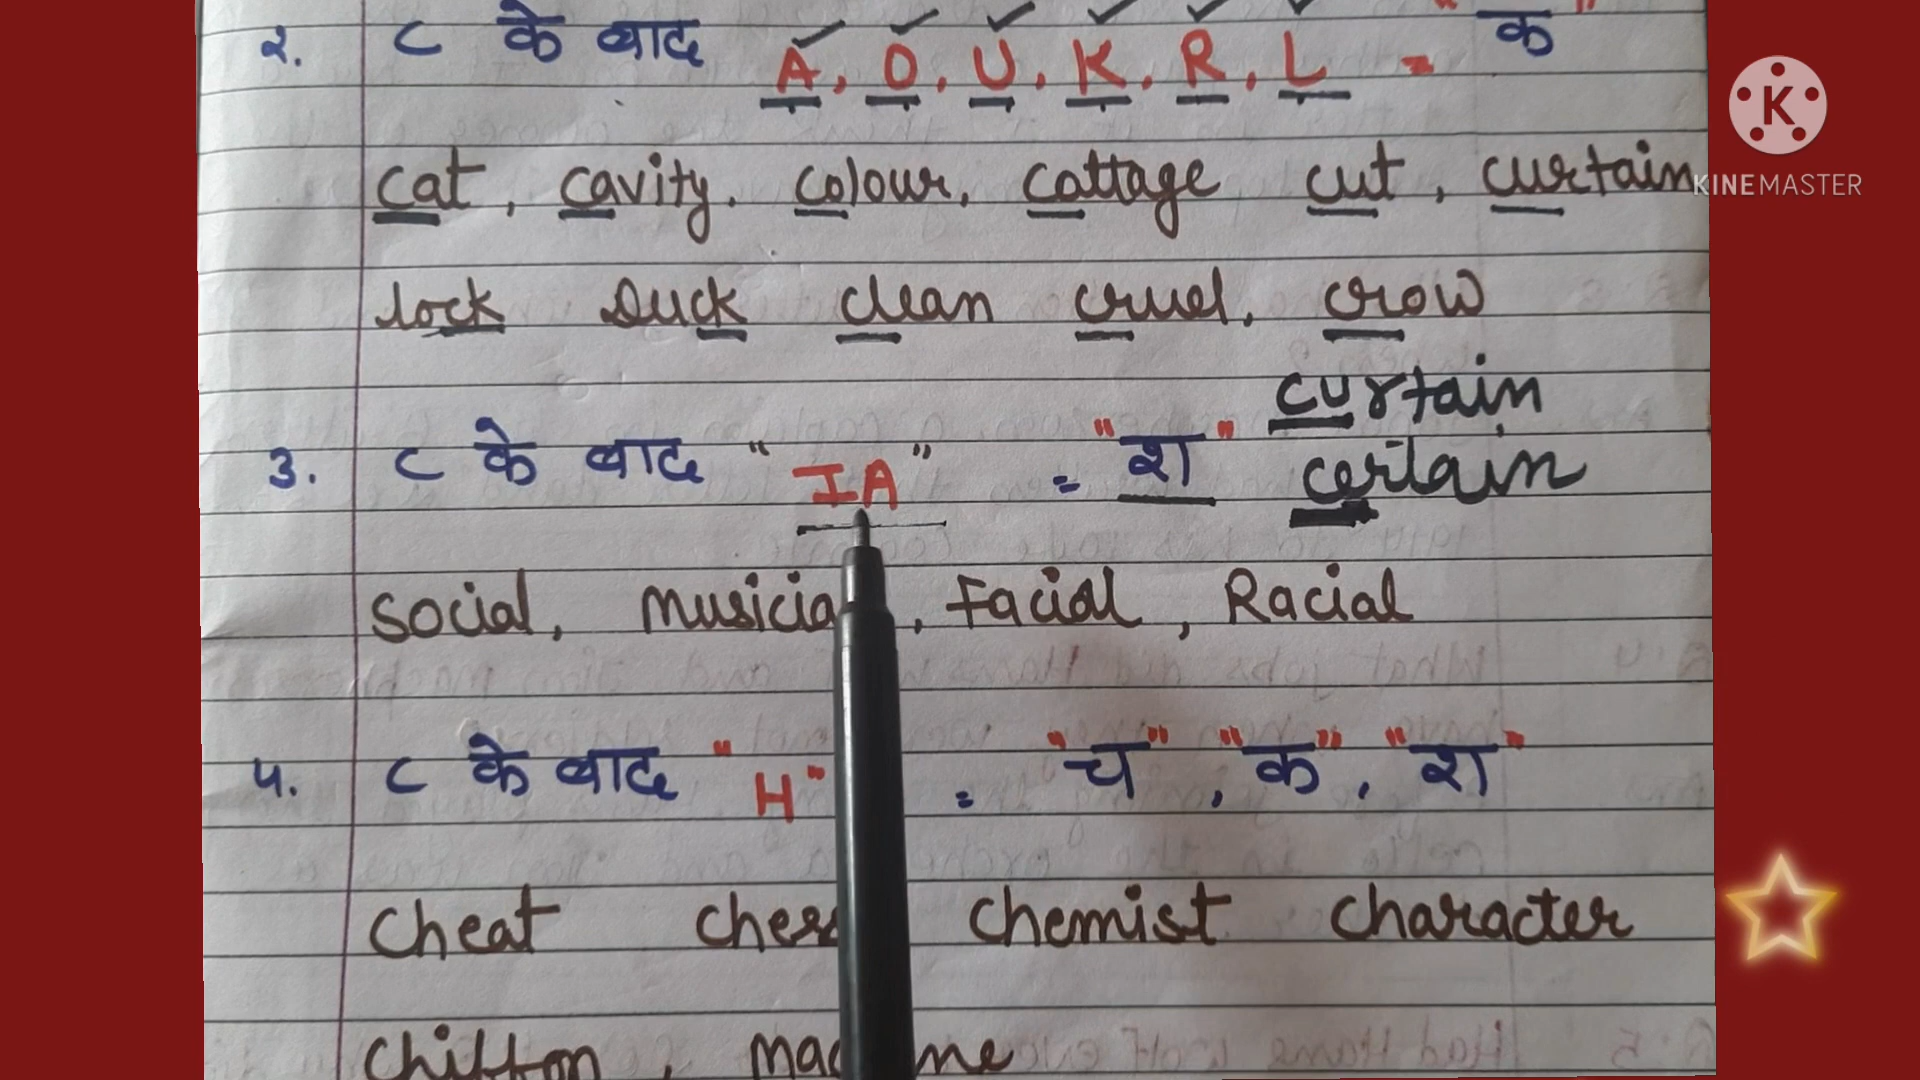 २. C के बाद A, O, U, K, R, L = "क"
cat, cavity, colour, cottage cut, curtain
lock Duck clean cruel, crow
curtain
3. C के बाद "IA" = "श" certain
Social, Musicia, Facial, Racial
4. C के बाद "H" = "च", "क", "श"
Cheat chemist character
Chiffon,
KINEMASTER